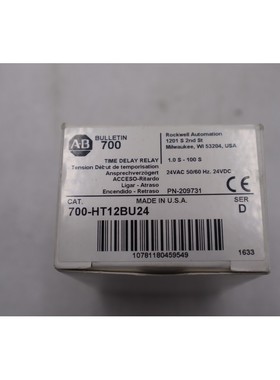 AB
BULLETIN
700
Rockwell Automation
1201 S 2nd St
Milwaukee, WI 53204, USA
TIME DELAY RELAY
Tension Début de temporisation
Ansprechverzögert
ACCESO-Ritardo
Ligar - Atraso
Encendido - Retraso
1.0 S - 100 S
24VAC 50/60 Hz. 24VDC
PN-209731
CE
CAT.
MADE IN U.S.A.
SER
700-HT12BU24
D
10781180459549
1633